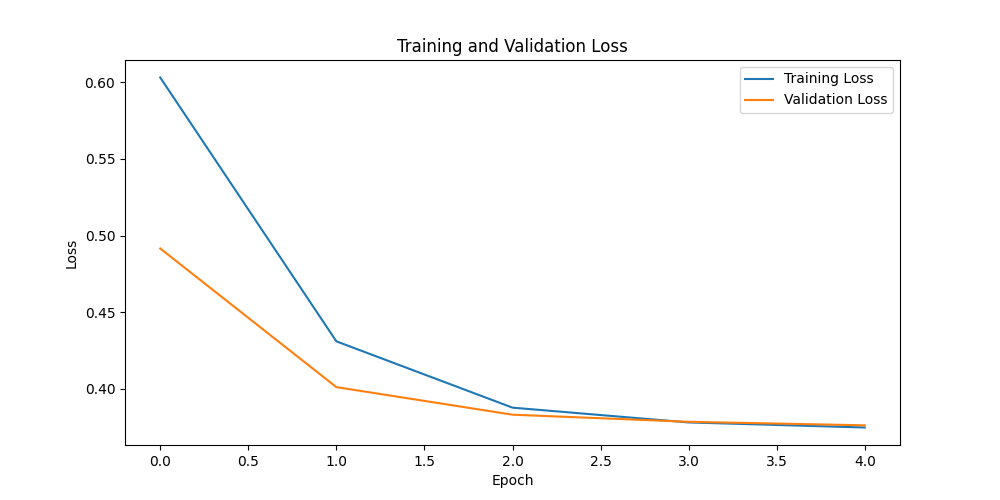 Training and Validation Loss
Training Loss
Validation Loss
0.60
0.55
0.50
0.45
0.40
Loss
0.0 0.5 1.0 1.5 2.0 2.5 3.0 3.5 4.0
Epoch